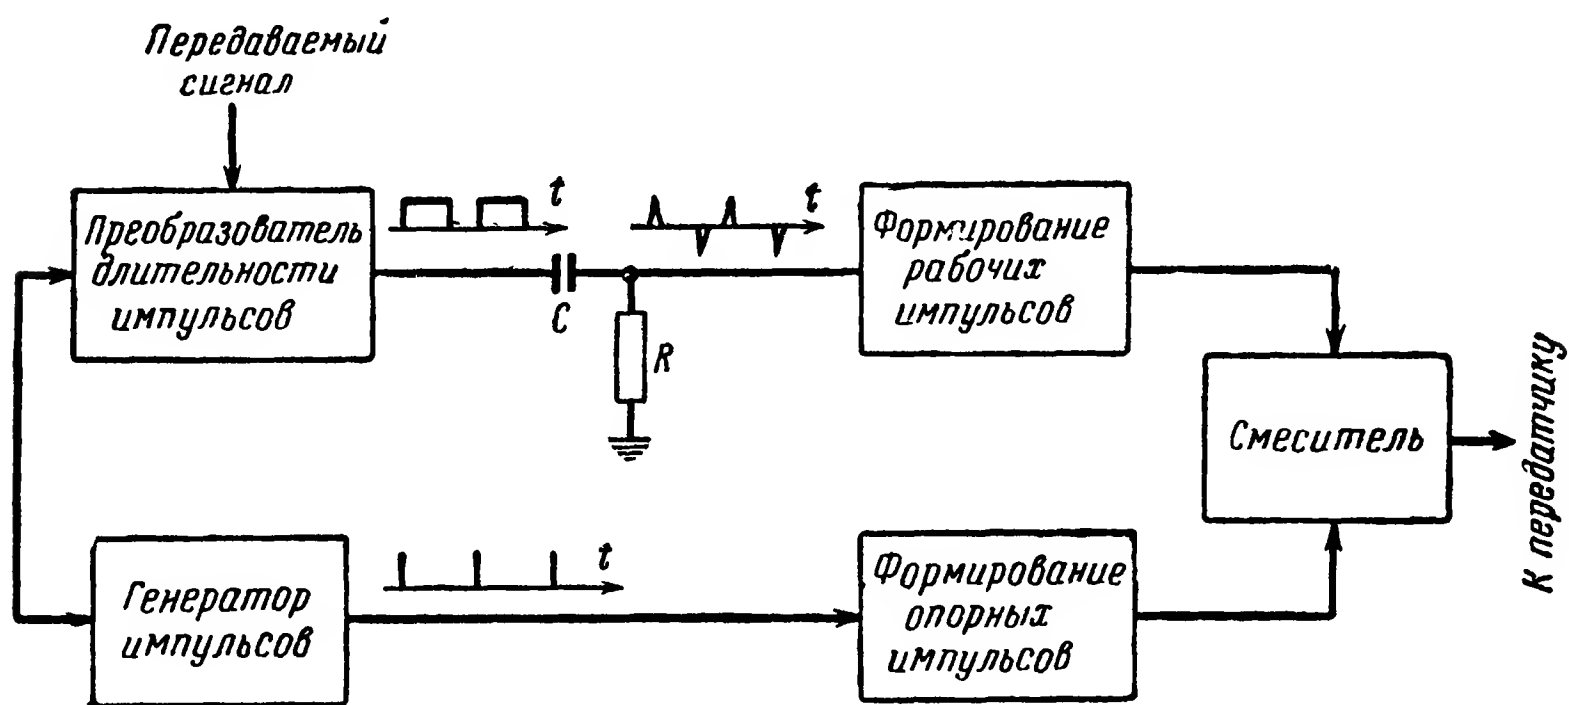 Передаваемый
сигнал
Преобразователь
длительности
импульсов
t
t
Формирование
рабочих
импульсов
C
R
Смеситель
К передатчику
Генератор
импульсов
t
Формирование
опорных
импульсов